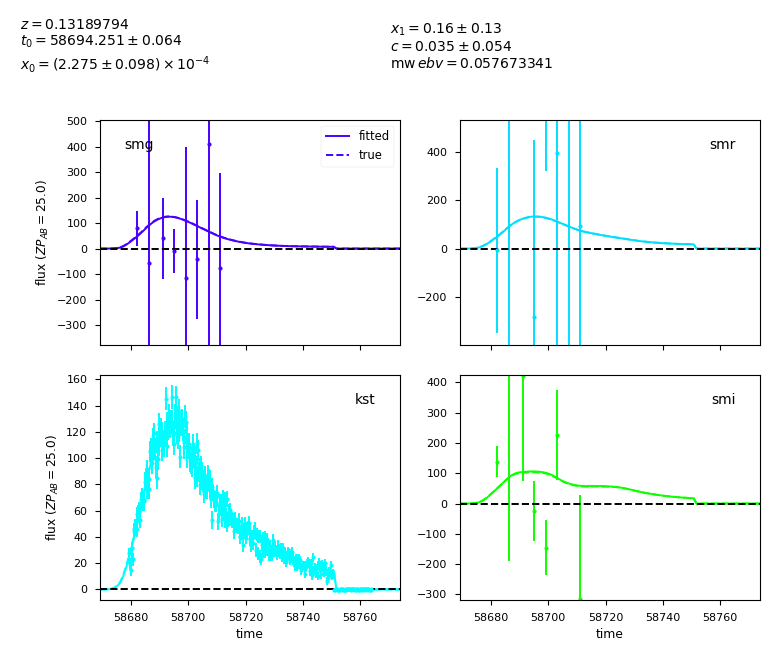 z = 0.13189794
t₀ = 58694.251 ± 0.064
x₀ = (2.275 ± 0.098) × 10⁻⁴
x₁ = 0.16 ± 0.13
c = 0.035 ± 0.054
mw ebv = 0.057673341
500
400
300
200
100
0
−100
−200
−300
flux (ZP_AB = 25.0)
smg
fitted
true
400
200
0
−200
smr
160
140
120
100
80
60
40
20
0
flux (ZP_AB = 25.0)
kst
58680
58700
58720
58740
58760
time
400
300
200
100
0
−100
−200
−300
smi
58680
58700
58720
58740
58760
time